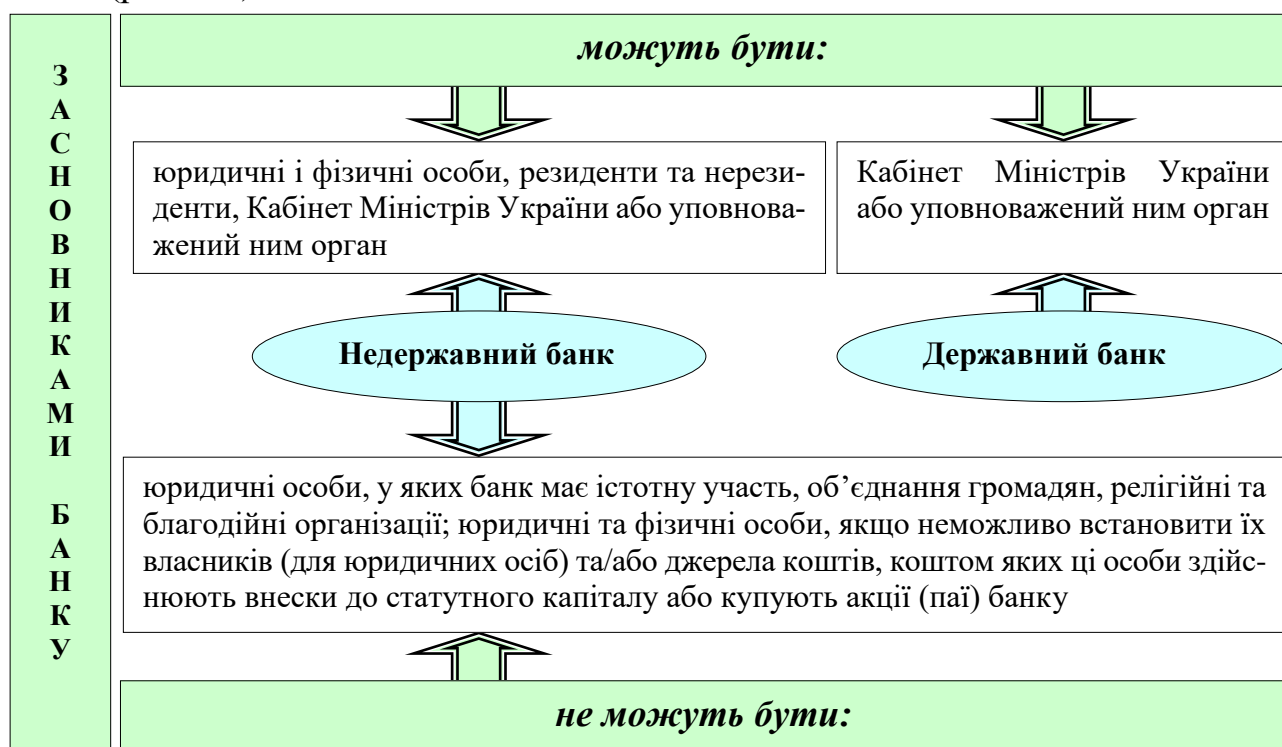 ЗАСНОВНИКАМИ БАНКУ
можуть бути:
юридичні і фізичні особи, резиденти та нерези-
денти, Кабінет Міністрів України або уповнова-
жений ним орган
Кабінет Міністрів України
або уповноважений ним орган
Недержавний банк
Державний банк
юридичні особи, у яких банк має істотну участь, об’єднання громадян, релігійні та
благодійні організації; юридичні та фізичні особи, якщо неможливо встановити їх
власників (для юридичних осіб) та/або джерела коштів, коштом яких ці особи здійс-
нюють внески до статутного капіталу або купують акції (паї) банку
не можуть бути: